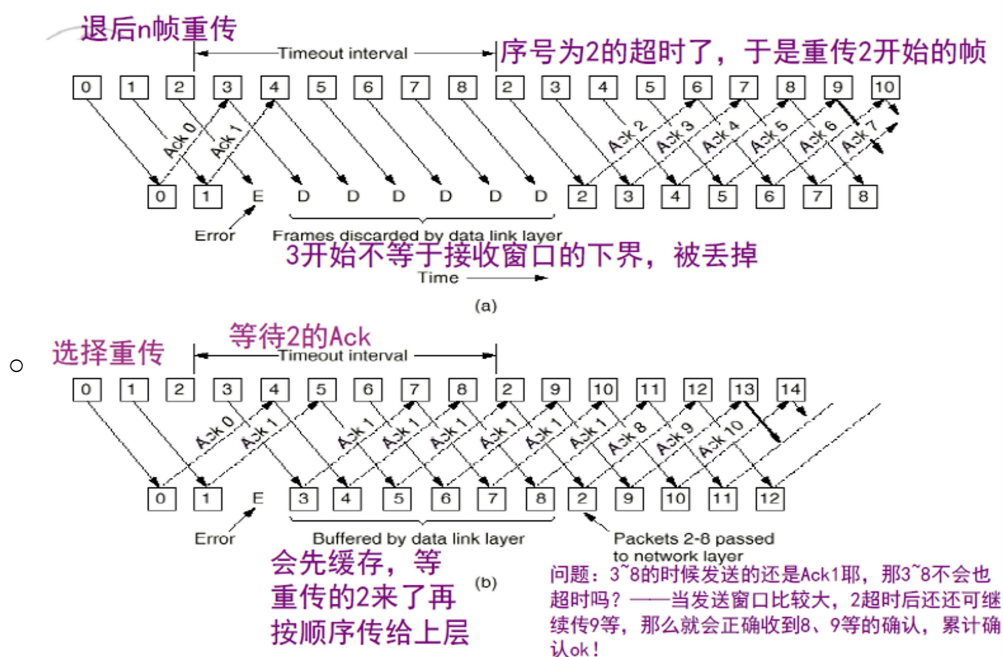 退后n帧重传
Timeout interval
序号为2的超时了，于是重传2开始的帧
0 1 2 3 4 5 6 7 8 2 3 4 5 6 7 8 9 10
Ack 0 Ack 1 Ack 2 Ack 3 Ack 4 Ack 5 Ack 6 Ack 7
0 1 E D D D D D D 2 3 4 5 6 7 8
Error Frames discarded by data link layer
3开始不等于接收窗口的下界，被丢掉
Time
(a)
选择重传
等待2的Ack
Timeout interval
0 1 2 3 4 5 6 7 8 2 9 10 11 12 13 14
Ack 0 Ack 1 Ack 1 Ack 1 Ack 1 Ack 1 Ack 1 Ack 1 Ack 8 Ack 9 Ack 10
0 1 E 3 4 5 6 7 8 2 9 10 11 12
Error Buffered by data link layer Packets 2-8 passed
to network layer
会先缓存，等
重传的2来了再
按顺序传给上层
(b)
问题：3~8的时候发送的还是Ack1耶，那3~8不会也
超时吗？——当发送窗口比较大，2超时后还还可继
续传9等，那么就会正确收到8、9等的确认，累计确
认ok！